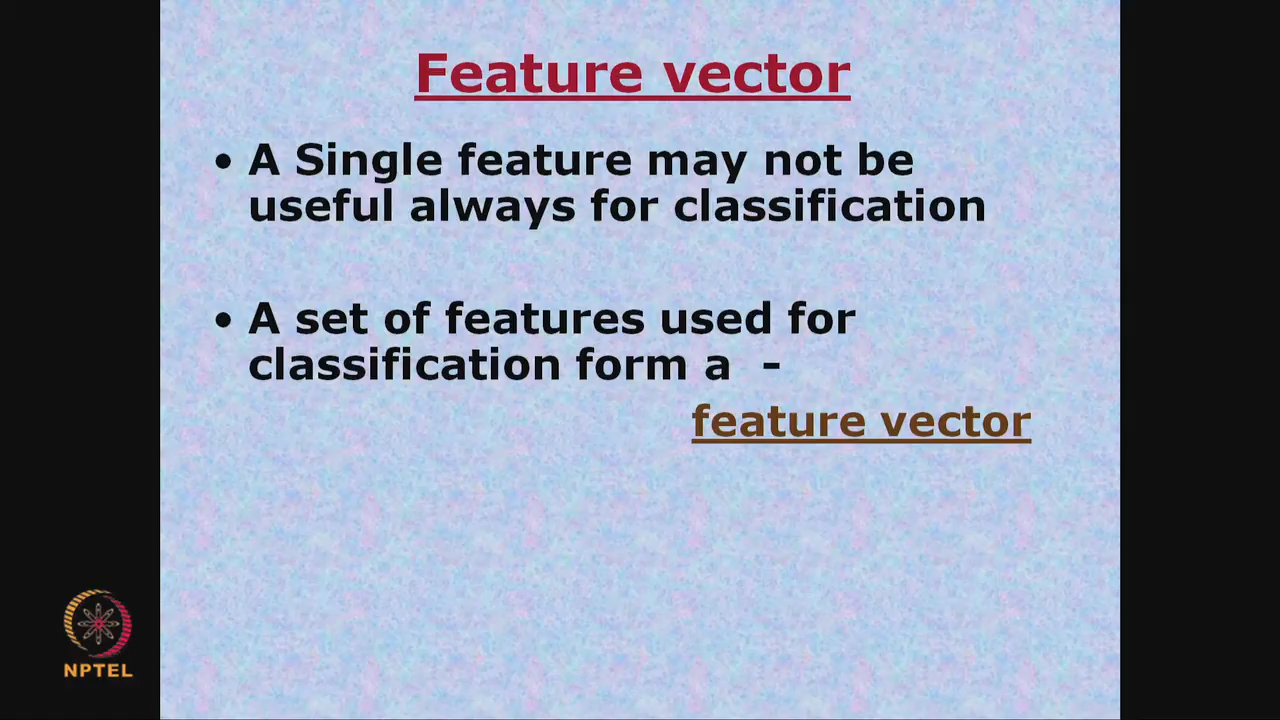 Feature vector
• A Single feature may not be
useful always for classification
• A set of features used for
classification form a -
feature vector
NPTEL